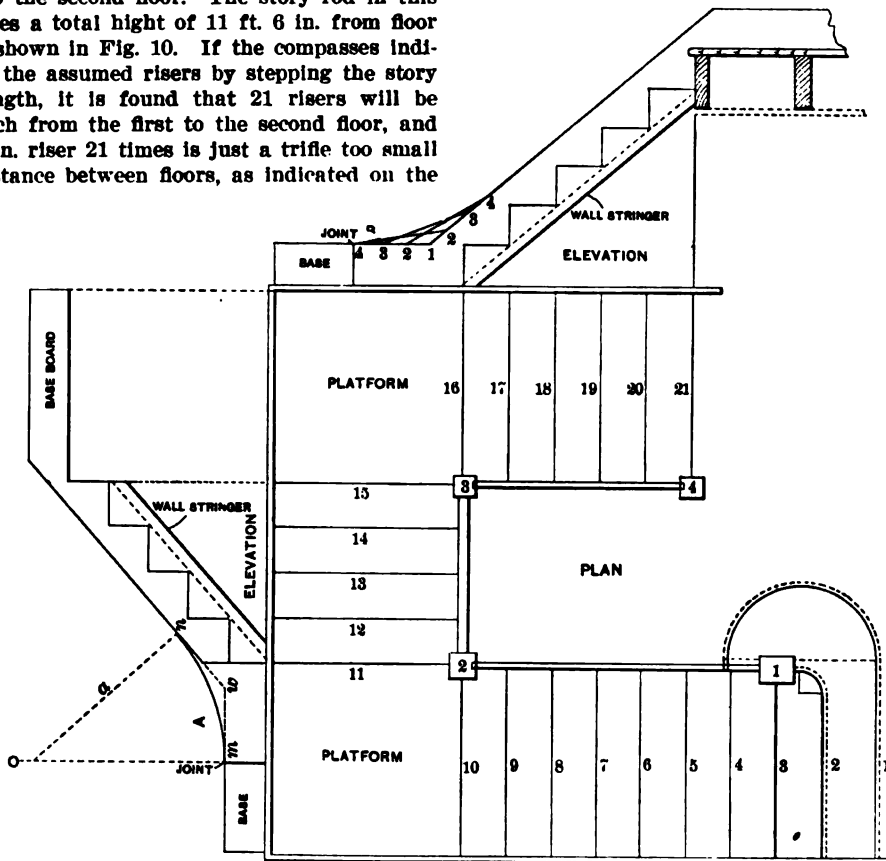 o the second floor. The story rod in this
es a total hight of 11 ft. 6 in. from floor
shown in Fig. 10. If the compasses indi-
the assumed risers by stepping the story
ngth, it is found that 21 risers will be
ch from the first to the second floor, and
n. riser 21 times is just a trifle too small
stance between floors, as indicated on the
JOINT
4 3 2 1 2 3 4
BASE
WALL STRINGER
ELEVATION
BASE BOARD
PLATFORM
16 17 18 19 20 21
3
4
15
14
13
12
11
WALL STRINGER
ELEVATION
PLAN
2
1
n
w
A
m
O
JOINT
BASE
PLATFORM
10 9 8 7 6 5 4 3 2 1